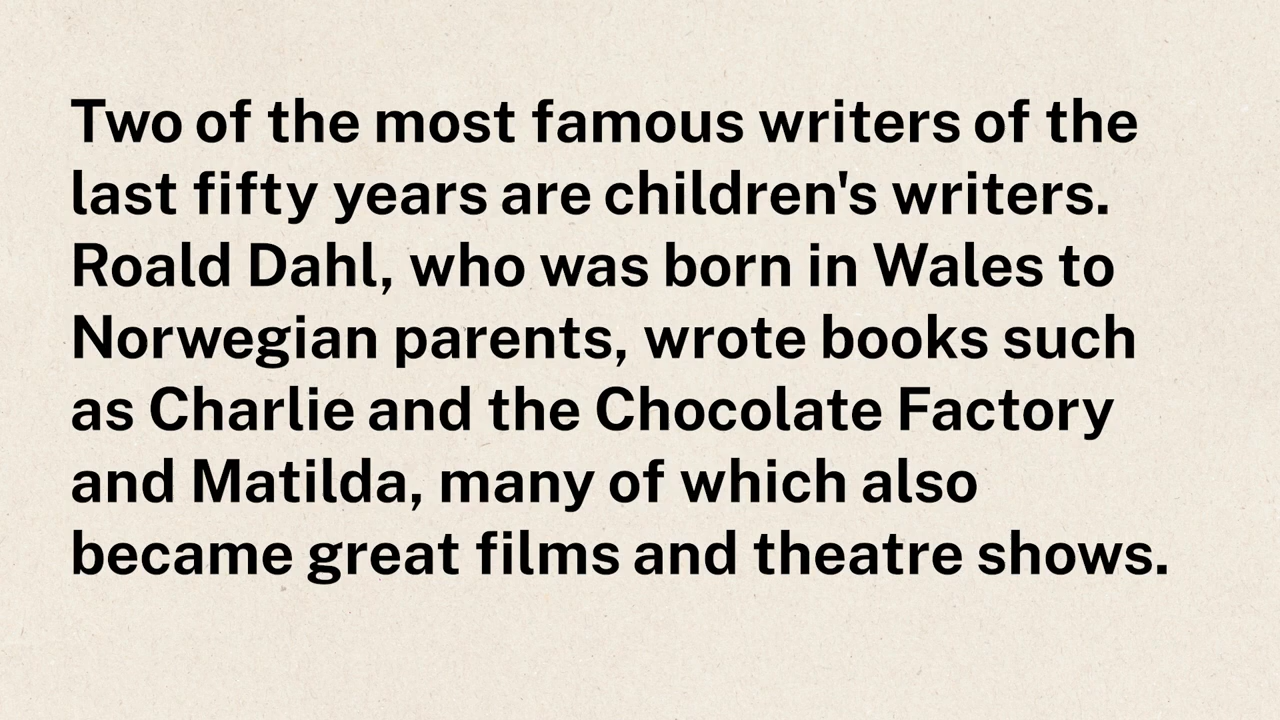 Two of the most famous writers of the
last fifty years are children's writers.
Roald Dahl, who was born in Wales to
Norwegian parents, wrote books such
as Charlie and the Chocolate Factory
and Matilda, many of which also
became great films and theatre shows.